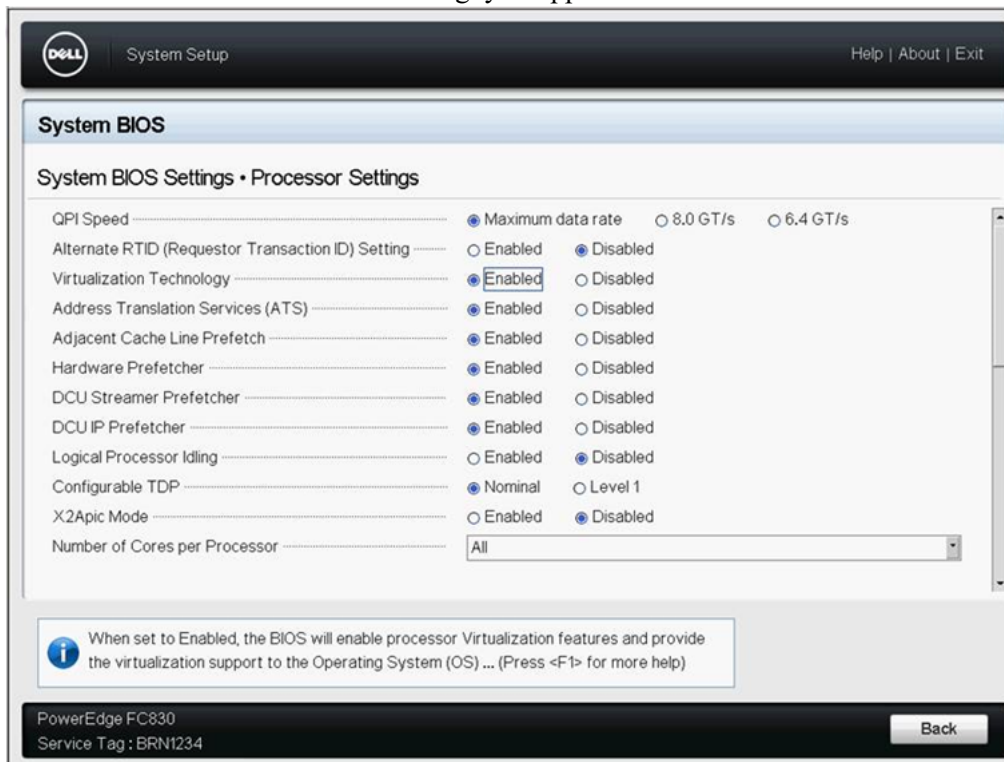 DELL
System Setup
Help | About | Exit
System BIOS
System BIOS Settings • Processor Settings
QPI Speed Maximum data rate 8.0 GT/s 6.4 GT/s
Alternate RTID (Requestor Transaction ID) Setting Enabled Disabled
Virtualization Technology Enabled Disabled
Address Translation Services (ATS) Enabled Disabled
Adjacent Cache Line Prefetch Enabled Disabled
Hardware Prefetcher Enabled Disabled
DCU Streamer Prefetcher Enabled Disabled
DCU IP Prefetcher Enabled Disabled
Logical Processor Idling Enabled Disabled
Configurable TDP Nominal Level 1
X2Apic Mode Enabled Disabled
Number of Cores per Processor All
When set to Enabled, the BIOS will enable processor Virtualization features and provide
the virtualization support to the Operating System (OS) ... (Press <F1> for more help)
PowerEdge FC830
Service Tag : BRN1234
Back